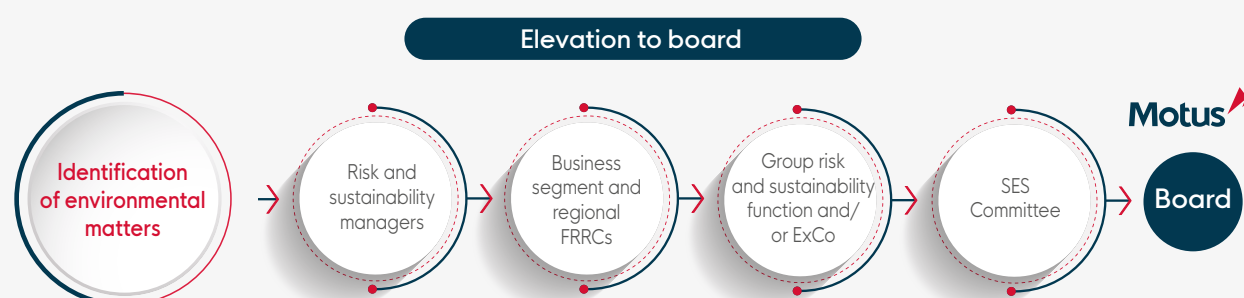 Elevation to board
Identification
of environmental
matters
Risk and
sustainability
managers
Business
segment and
regional
FRRCs
Group risk
and sustainability
function and/
or ExCo
SES
Committee
Motus
Board